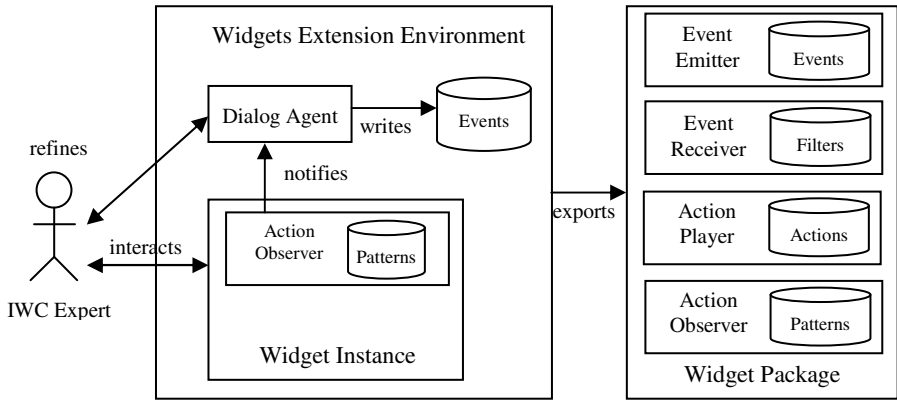 Widgets Extension Environment
Dialog Agent
writes
Events
refines
notifies
interacts
Action
Observer
Patterns
IWC Expert
Widget Instance
exports
Event
Emitter
Events
Event
Receiver
Filters
Action
Player
Actions
Action
Observer
Patterns
Widget Package